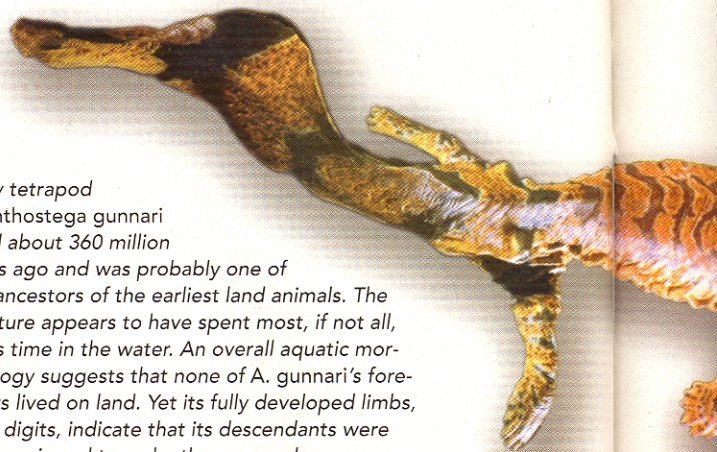 y tetrapod
nthostega gunnari
d about 360 million
s ago and was probably one of
ancestors of the earliest land animals. The
ture appears to have spent most, if not all,
s time in the water. An overall aquatic mor-
ogy suggests that none of A. gunnari's fore-
s lived on land. Yet its fully developed limbs,
digits, indicate that its descendants were